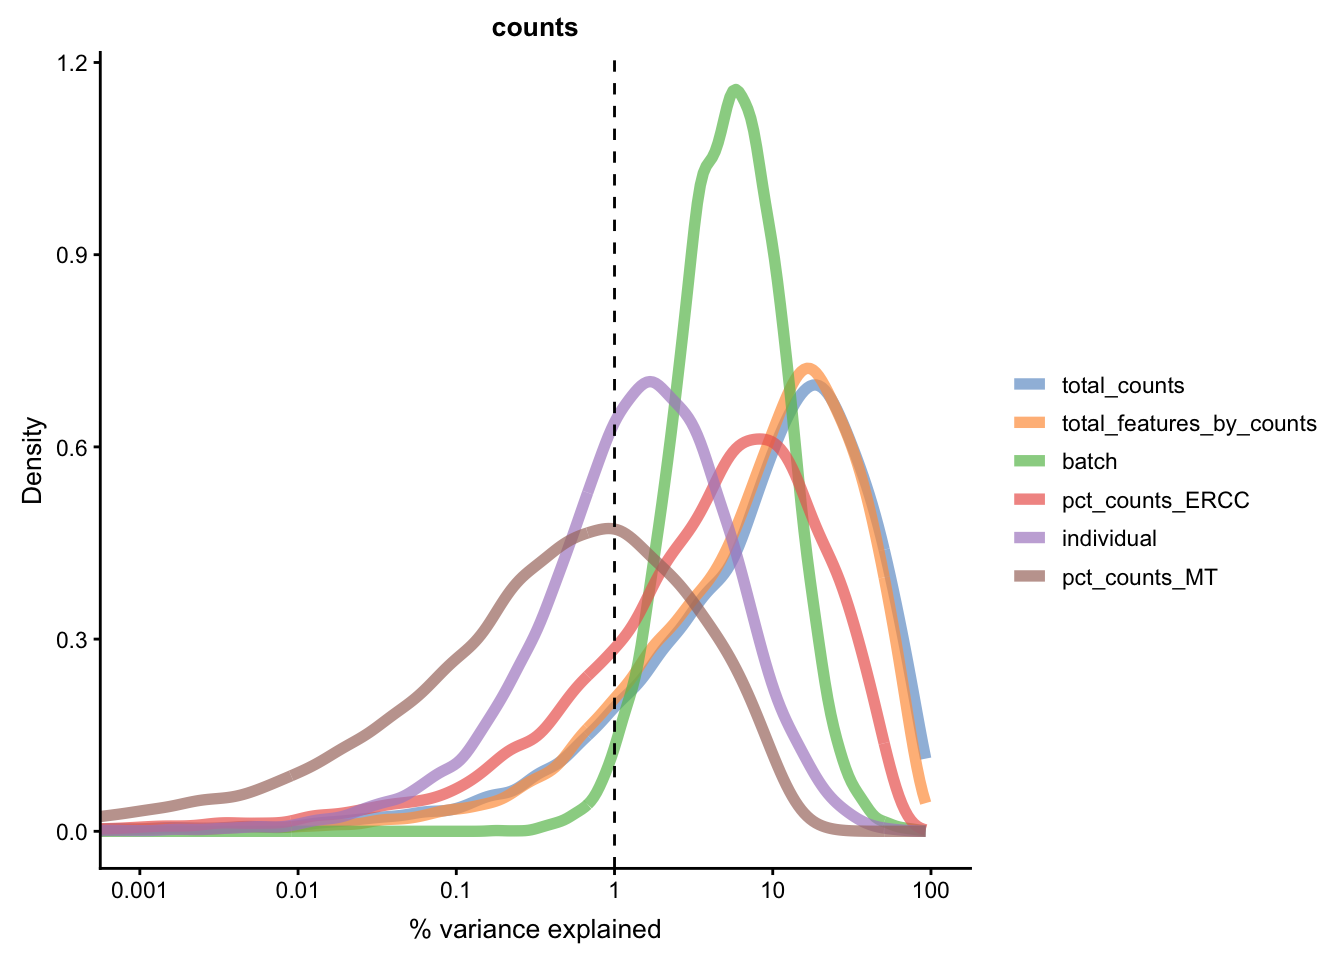 counts
1.2
0.9
0.6
0.3
0.0
Density
0.001 0.01 0.1 1 10 100
% variance explained
total_counts
total_features_by_counts
batch
pct_counts_ERCC
individual
pct_counts_MT